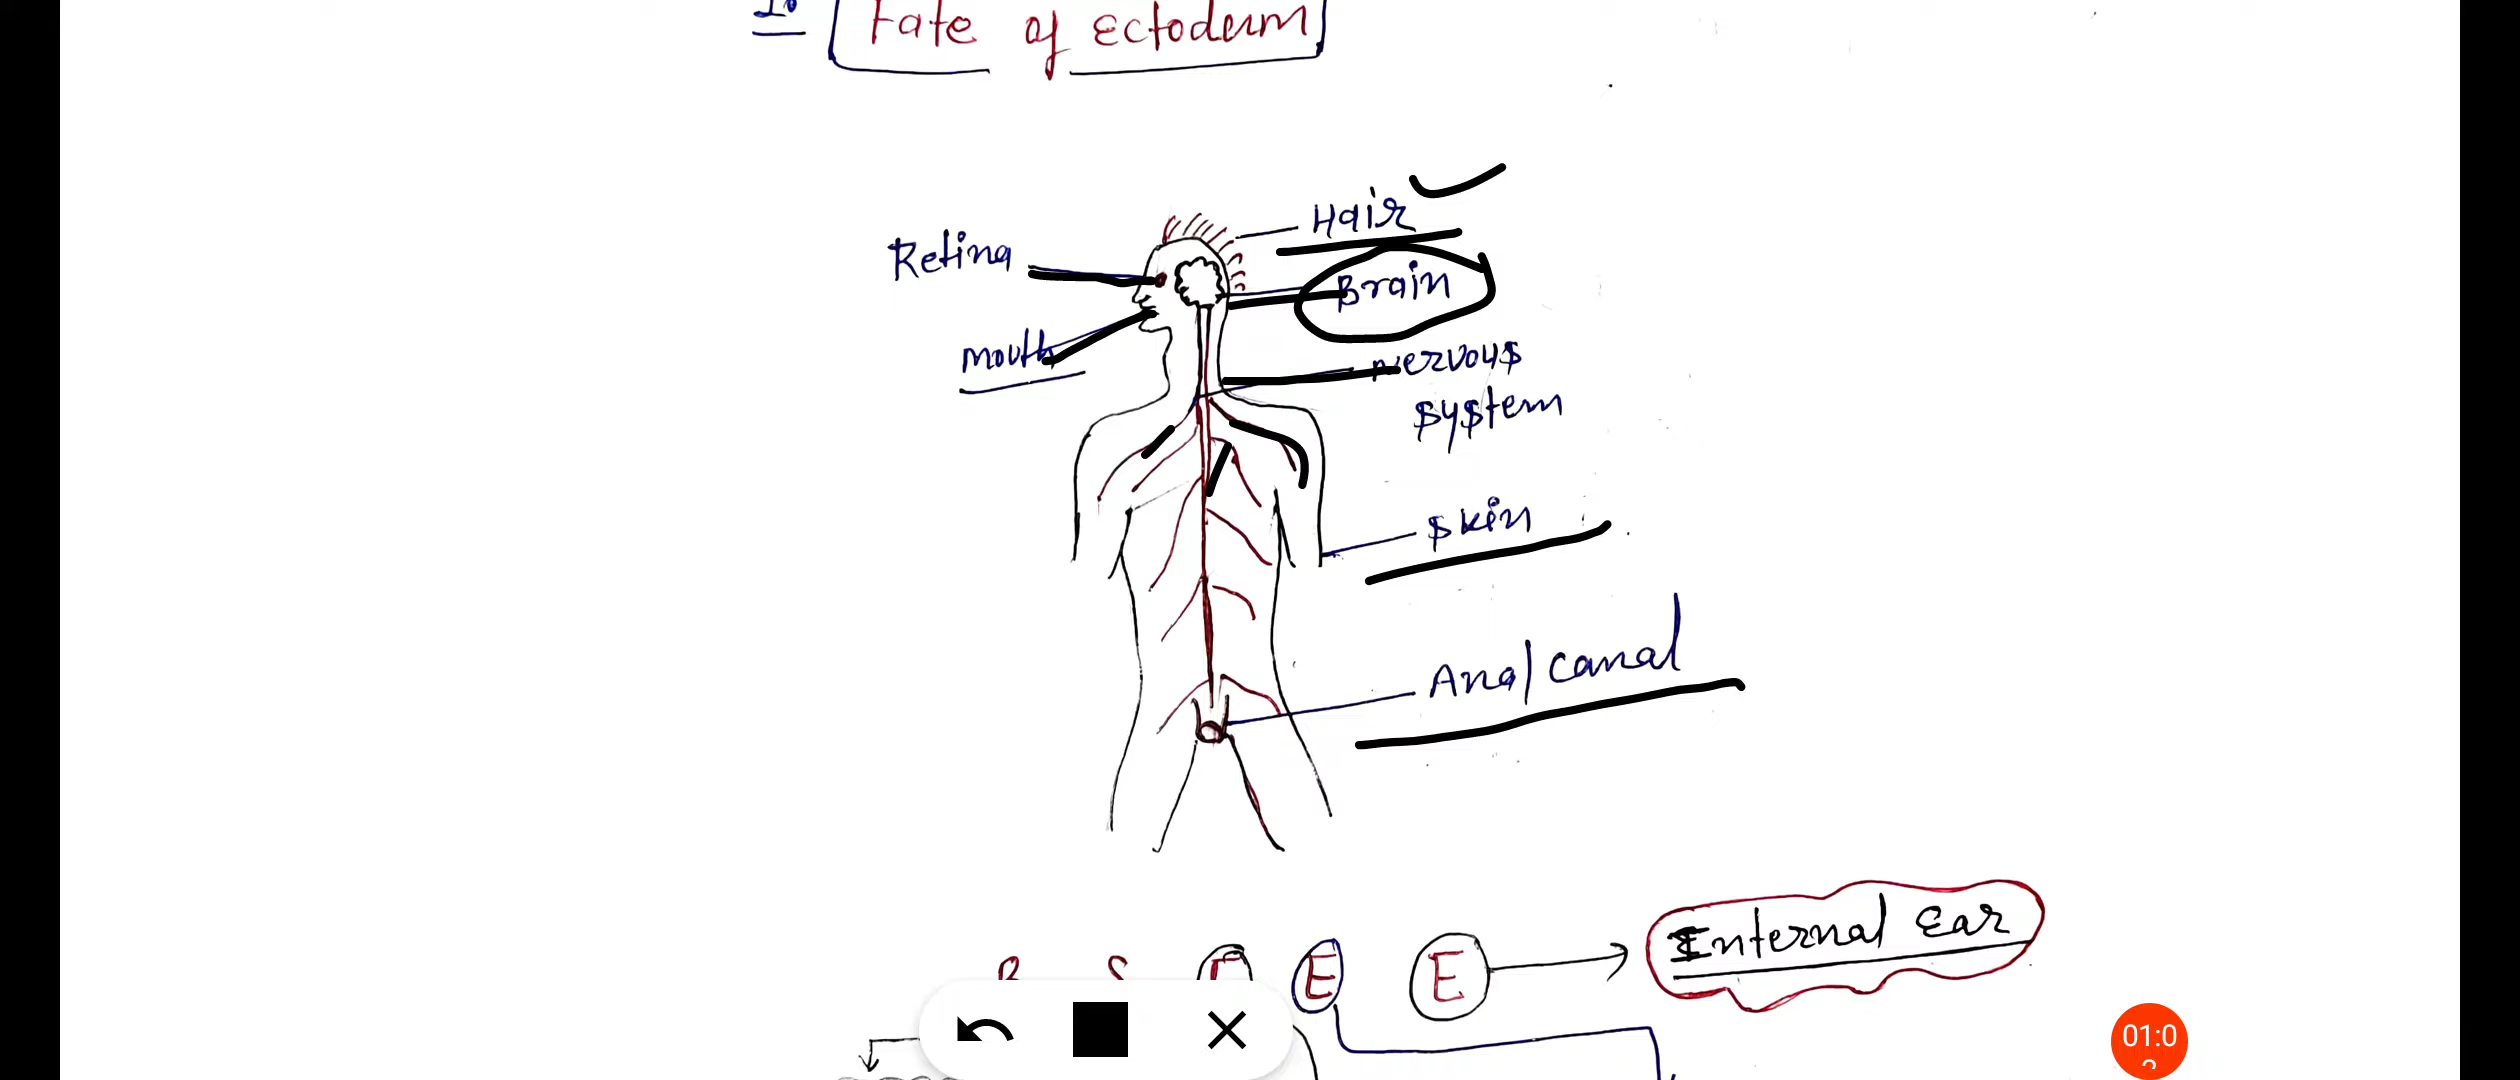 Fate of Ectoderm
Hair
Retina
Brain
mouth
nervous
system
skin
Anal canal
Internal Ear
E
E
01:0